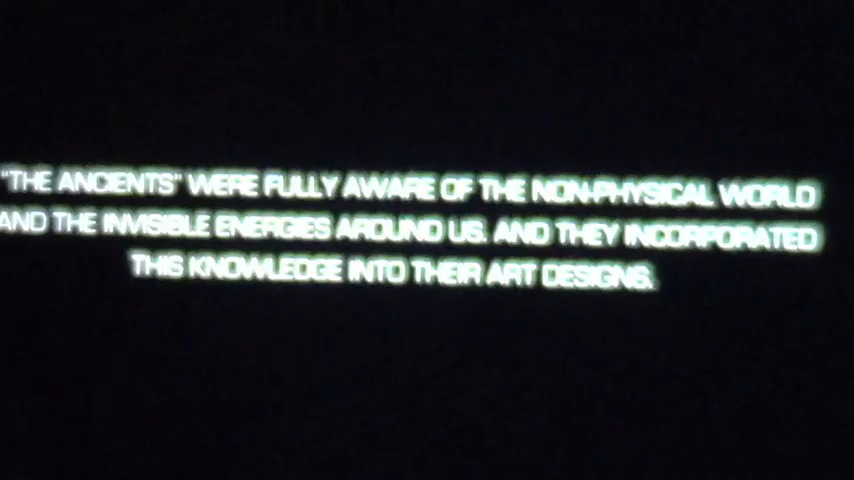 "THE ANCIENTS" WERE FULLY AWARE OF THE NON-PHYSICAL WORLD
AND THE INVISIBLE ENERGIES AROUND US. AND THEY INCORPORATED
THIS KNOWLEDGE INTO THEIR ART DESIGNS.